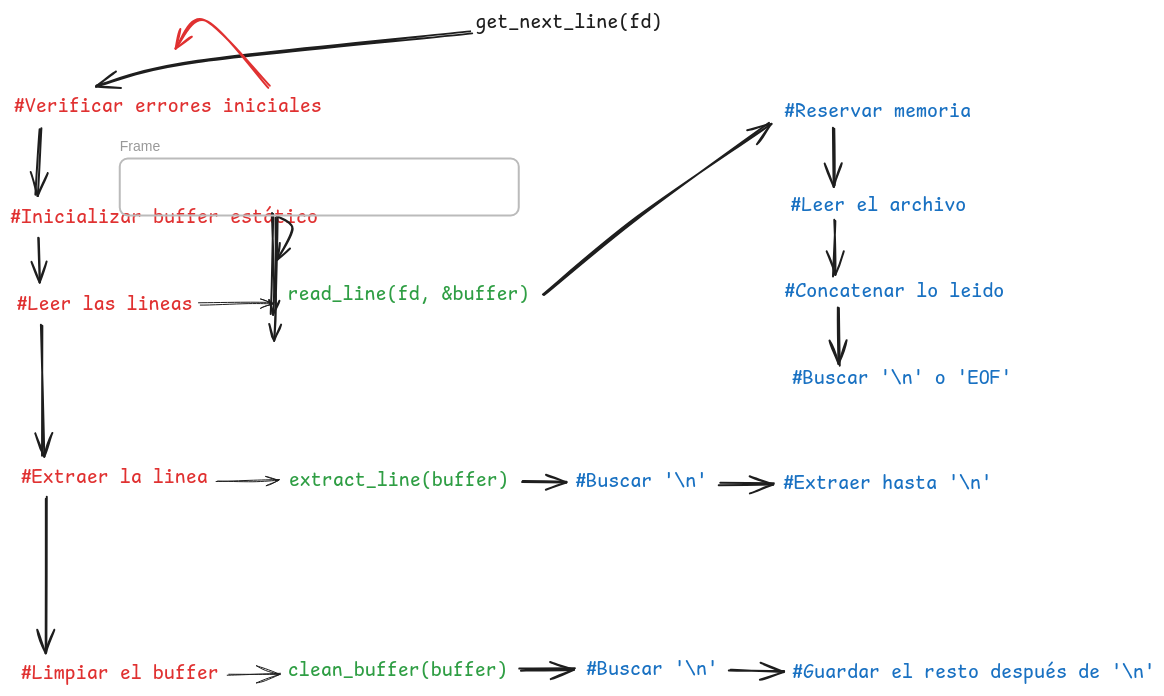 get_next_line(fd)
#Verificar errores iniciales
#Reservar memoria
Frame
#Leer el archivo
#Inicializar buffer estático
#Leer las lineas
read_line(fd, &buffer)
#Concatenar lo leido
#Buscar '\n' o 'EOF'
#Extraer la linea
extract_line(buffer)
#Buscar '\n'
#Extraer hasta '\n'
#Limpiar el buffer
clean_buffer(buffer)
#Buscar '\n'
#Guardar el resto después de '\n'